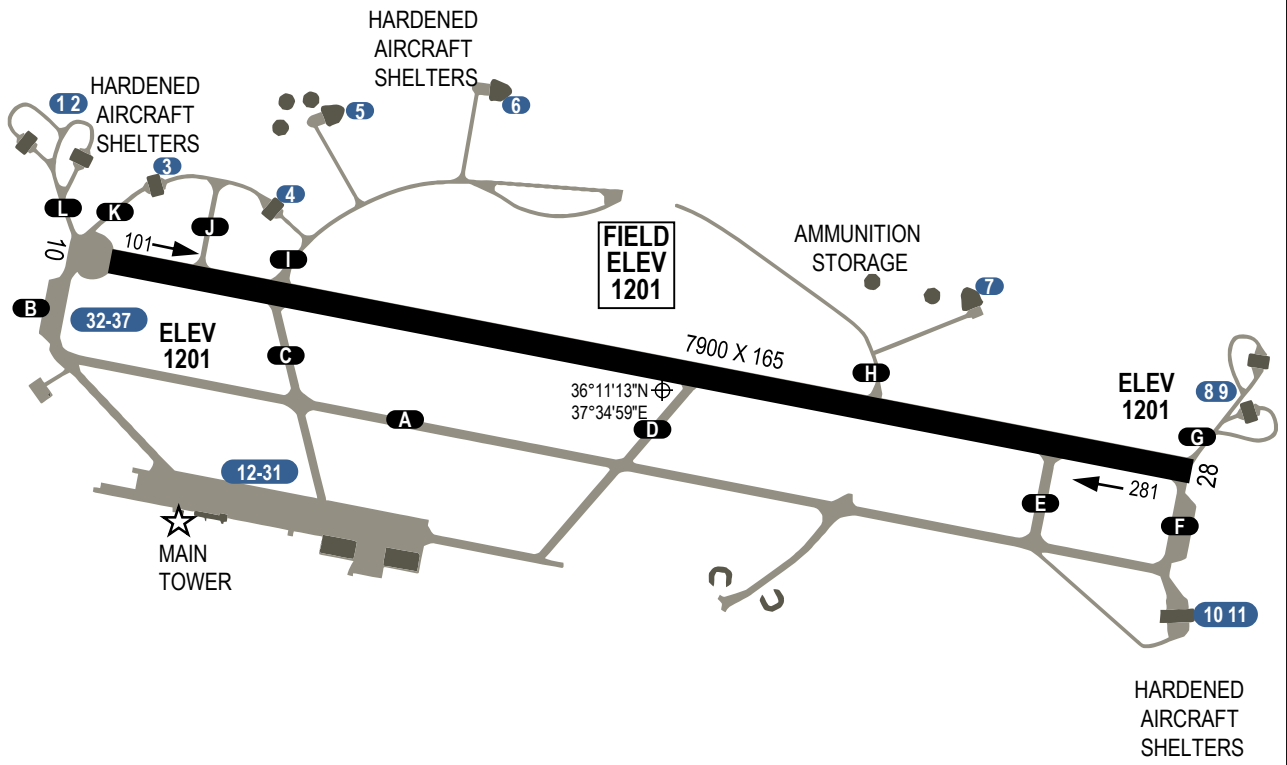 HARDENED
AIRCRAFT
SHELTERS
HARDENED
AIRCRAFT
SHELTERS
1 2
3
4
5
6
L
K
J
I
10
101
B
32-37
ELEV
1201
C
A
FIELD
ELEV
1201
AMMUNITION
STORAGE
7
7900 X 165
36°11'13"N
37°34'59"E
D
H
ELEV
1201
8 9
G
28
281
E
F
12-31
MAIN
TOWER
10 11
HARDENED
AIRCRAFT
SHELTERS